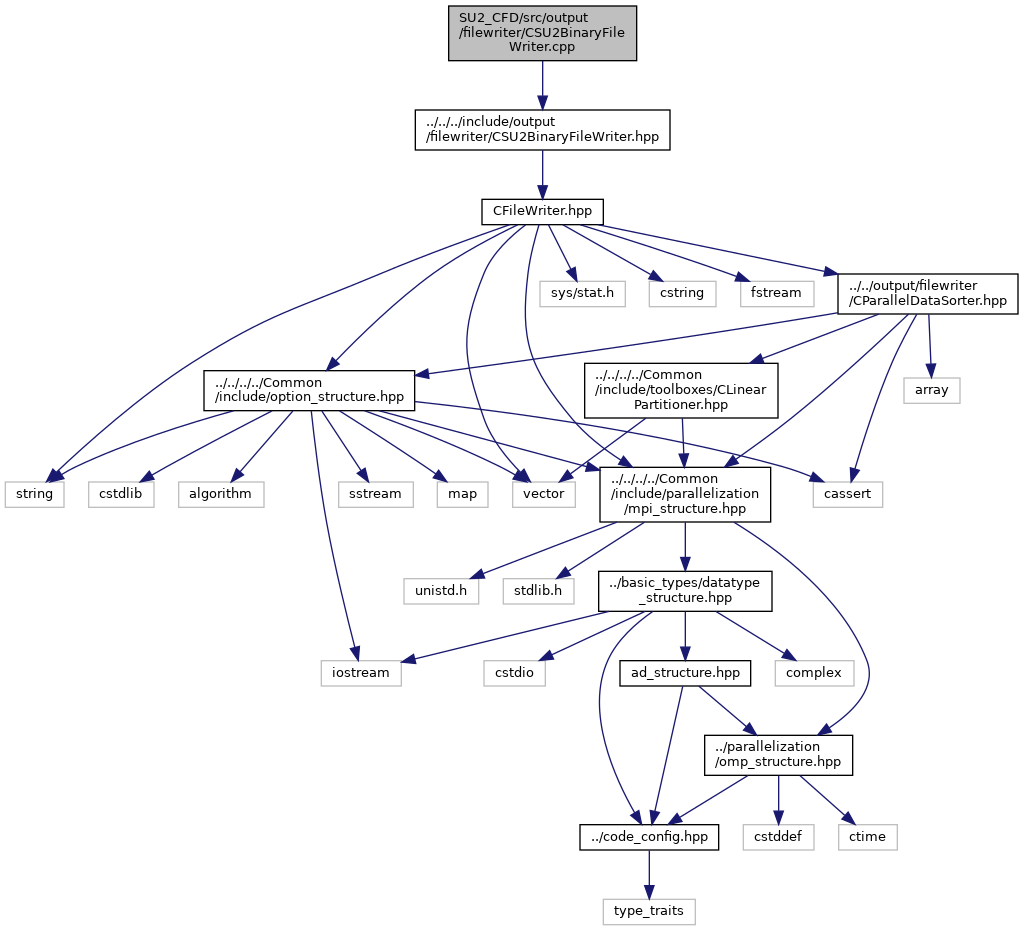 SU2_CFD/src/output
/filewriter/CSU2BinaryFile
Writer.cpp
../../../include/output
/filewriter/CSU2BinaryFileWriter.hpp
CFileWriter.hpp
sys/stat.h
cstring
fstream
../../output/filewriter
/CParallelDataSorter.hpp
../../../../Common
/include/option_structure.hpp
../../../../Common
/include/toolboxes/CLinear
Partitioner.hpp
array
string
cstdlib
algorithm
sstream
map
vector
../../../../Common
/include/parallelization
/mpi_structure.hpp
cassert
unistd.h
stdlib.h
../basic_types/datatype
_structure.hpp
iostream
cstdio
ad_structure.hpp
complex
../parallelization
/omp_structure.hpp
../code_config.hpp
cstddef
ctime
type_traits